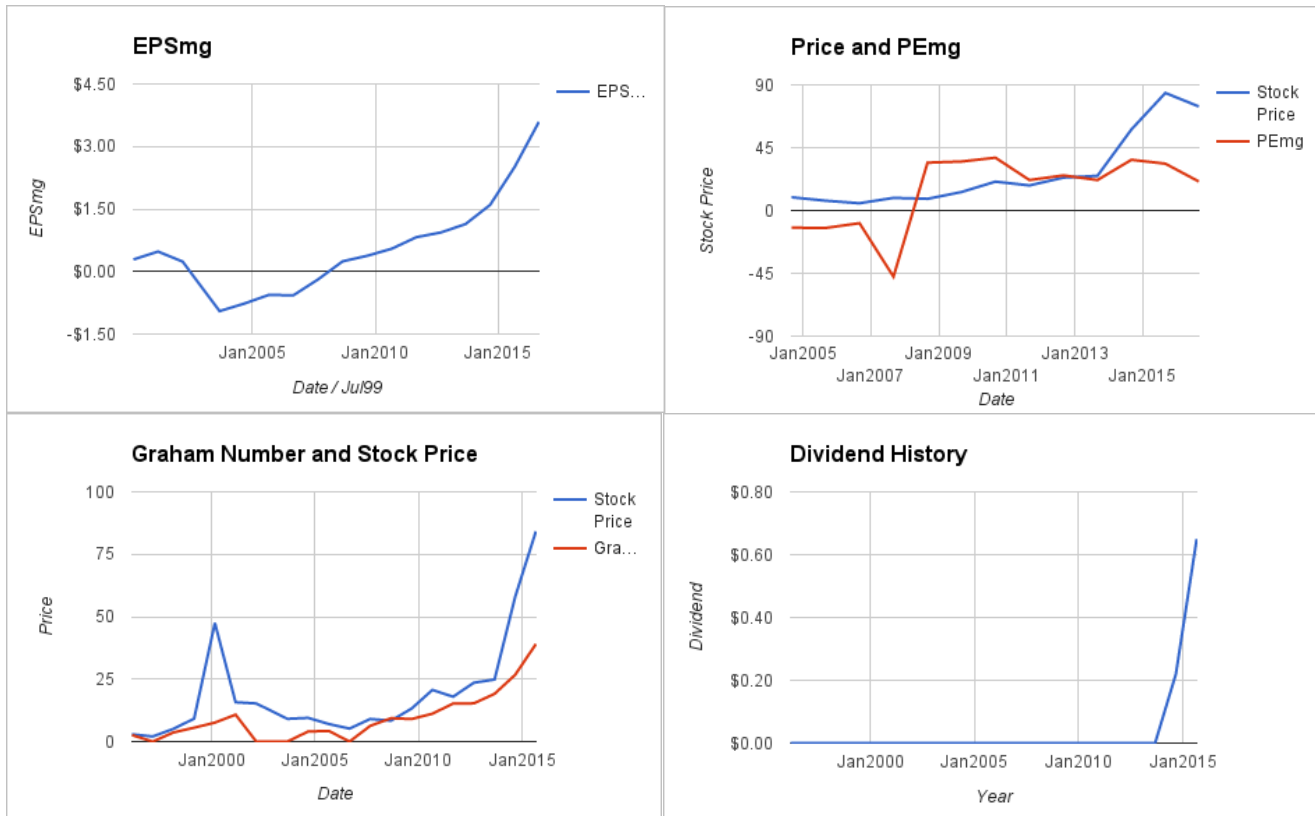 EPSmg
$4.50
$3.00
$1.50
$0.00
-$1.50
EPSmg
Jan2005
Jan2010
Jan2015
Date / Jul99
EPS…
Price and PEmg
90
45
0
-45
-90
Stock Price
Jan2005
Jan2009
Jan2013
Jan2007
Jan2011
Jan2015
Date
Stock
Price
PEmg
Graham Number and Stock Price
100
75
50
25
0
Price
Jan2000
Jan2005
Jan2010
Jan2015
Date
Stock
Price
Gra…
Dividend History
$0.80
$0.60
$0.40
$0.20
$0.00
Dividend
Jan2000
Jan2005
Jan2010
Jan2015
Year